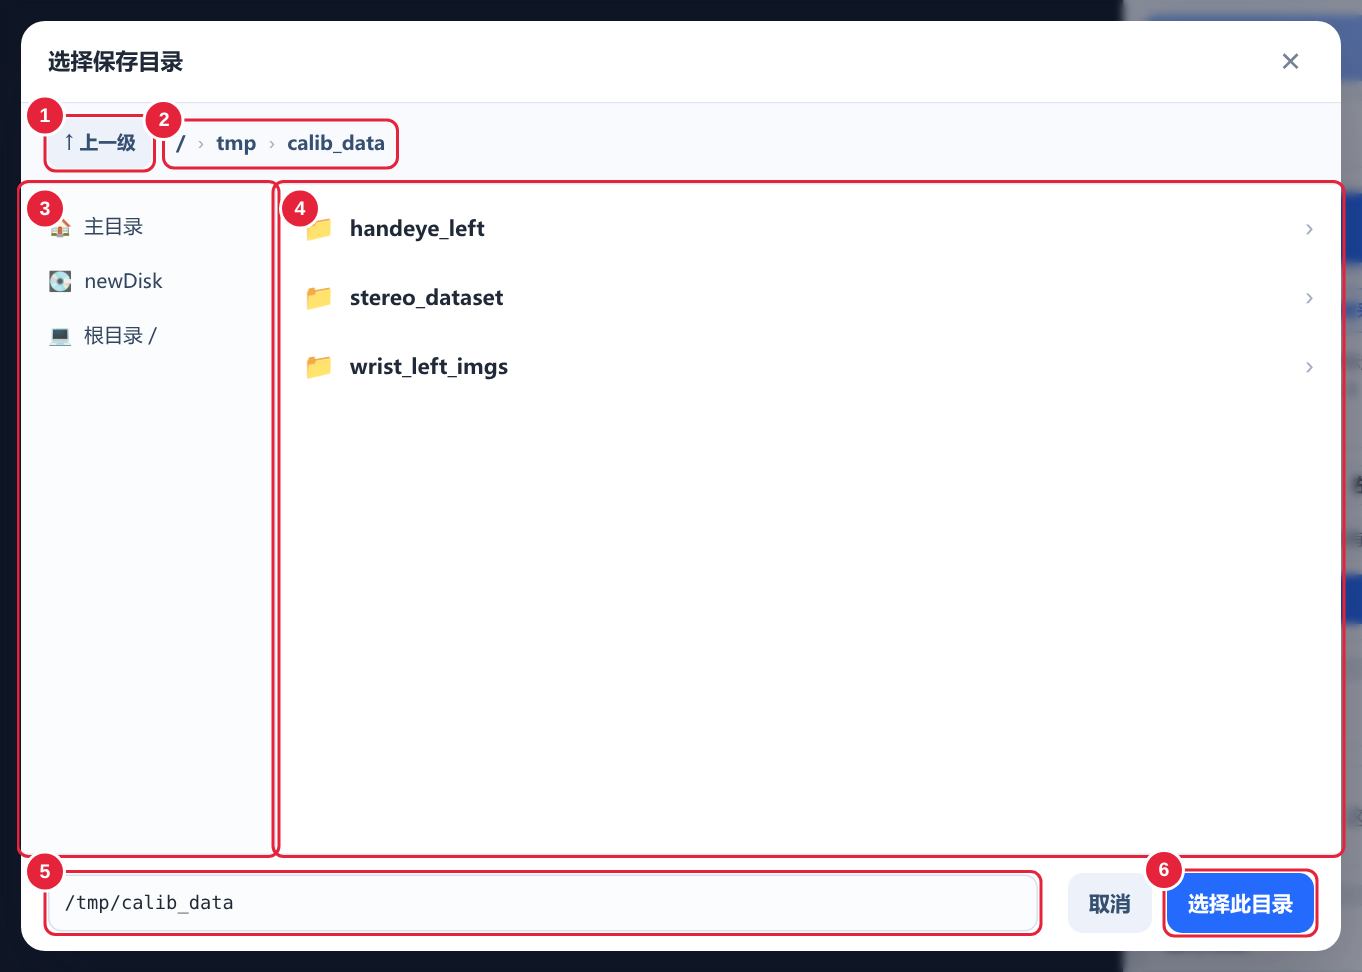 选择保存目录 ✕
1 2
↑ 上一级 / › tmp › calib_data
3 4
主目录
newDisk
根目录 /
handeye_left ›
stereo_dataset ›
wrist_left_imgs ›
5 6
/tmp/calib_data 取消 选择此目录